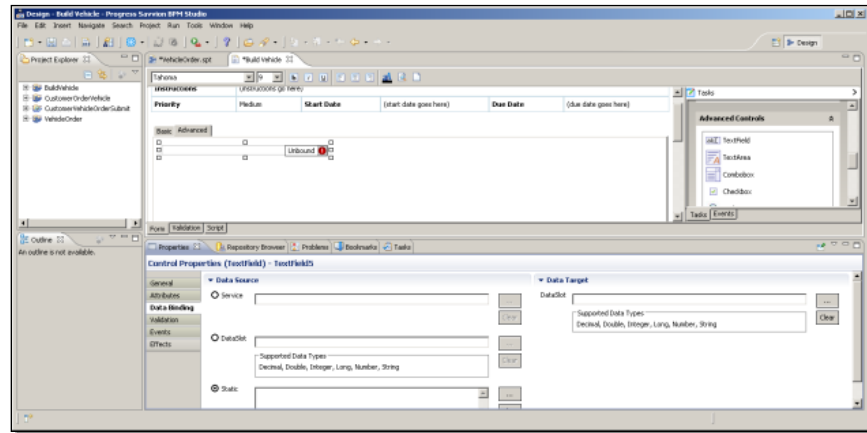 Design - Build Vehicle - Progress Savvion BPM Studio
File Edit Insert Navigate Search Project Run Tools Window Help
Design
Project Explorer
*VehicleOrder.spt *Build Vehicle
BuildVehicle
CustomerOrderVehicle
CustomerVehicleOrderSubmit
VehicleOrder
Tahoma 9 B I U
Instructions (instructions go here)
Priority Medium Start Date (start date goes here) Due Date (due date goes here)
Basic Advanced
Unbound
Form Validation Script
Tasks
Advanced Controls
TextField
TextArea
Combobox
Checkbox
Tasks Events
Outline
An outline is not available.
Properties Repository Browser Problems Bookmarks Tasks
Control Properties (TextField) - TextField5
General
Attributes
Data Binding
Validation
Events
Effects
Data Source
Service ...
Clear
DataSlot ...
Clear
Supported Data Types
Decimal, Double, Integer, Long, Number, String
Static ...
Data Target
DataSlot ...
Clear
Supported Data Types
Decimal, Double, Integer, Long, Number, String